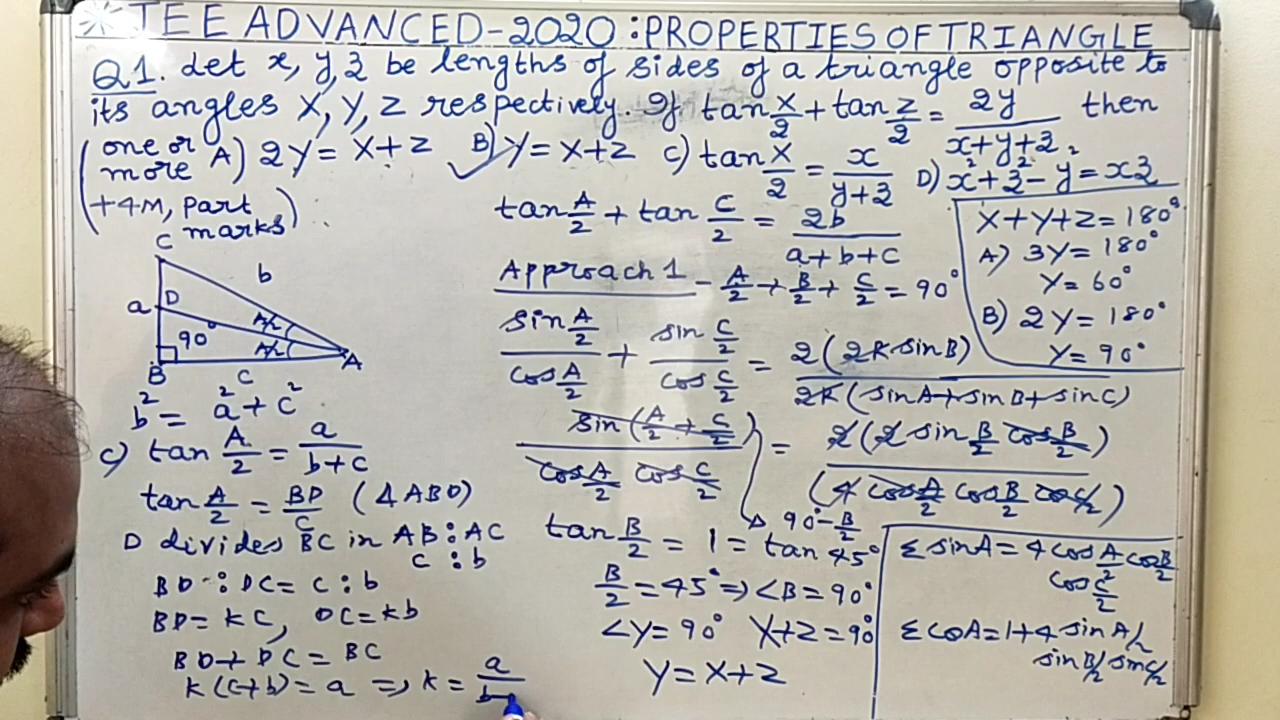 JEE ADVANCED-2020: PROPERTIES OF TRIANGLE
Q1. Let x, y, z be lengths of sides of a triangle opposite to
its angles X, Y, Z respectively. If tan X/2 + tan Z/2 = 2y/(x+y+z) then
(one or more
+4M, part marks)
A) 2Y = X+Z B) Y = X+Z C) tan X/2 = x/(y+z) D) x²+z²-y² = xz
tan A/2 + tan C/2 = 2b/(a+b+c)
X+Y+Z = 180°
A) 3Y = 180°
Y = 60°
B) 2Y = 180°
Y = 90°
C
b
a
D
A/2
90°
A/2
B
c
A
b² = a² + c²
C) tan A/2 = a/(b+c)
tan A/2 = BD/C (△ABD)
D divides BC in AB : AC
c : b
BD : DC = c : b
BD = kc, DC = kb
BD + DC = BC
k(c+b) = a => k = a/b
Approach 1 - A/2 + B/2 + C/2 = 90°
(sin A/2)/(cos A/2) + (sin C/2)/(cos C/2) = 2(2K sin B)/(2K(sin A + sin B + sin C))
sin(A/2 + C/2)/(cos A/2 cos C/2) = 2(2 sin B/2 cos B/2)/(4 cos A/2 cos B/2 cos C/2)
90° - B/2
tan B/2 = 1 = tan 45°
B/2 = 45° => ∠B = 90°
∠Y = 90° X+Z = 90°
Y = X+Z
Σ sin A = 4 cos A/2 cos B/2
cos C/2
Σ cos A = 1 + 4 sin A/2
sin B/2 sin C/2